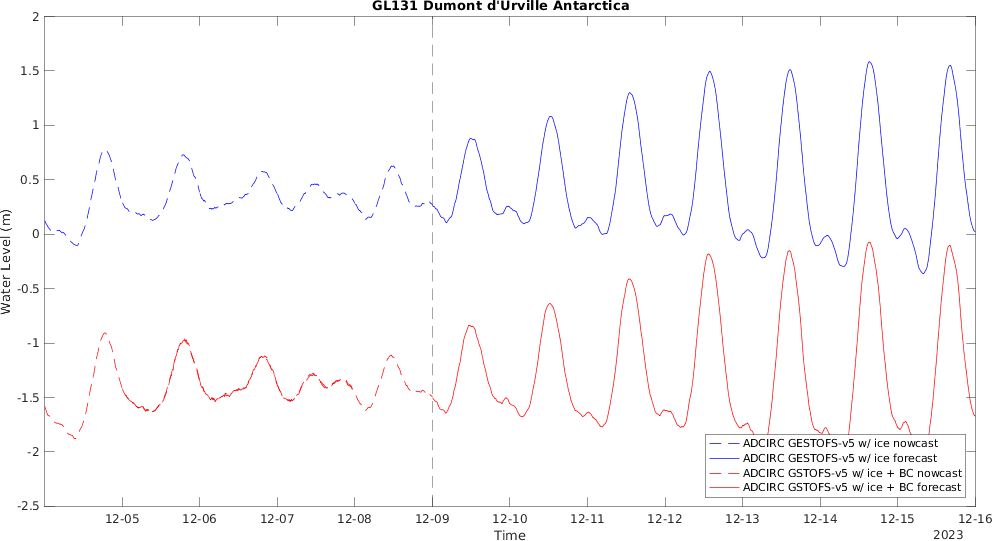 GL131 Dumont d'Urville Antarctica
2
1.5
1
0.5
0
-0.5
-1
-1.5
-2
-2.5
Water Level (m)
ADCIRC GESTOFS-v5 w/ ice nowcast
ADCIRC GESTOFS-v5 w/ ice forecast
ADCIRC GSTOFS-v5 w/ ice + BC nowcast
ADCIRC GSTOFS-v5 w/ ice + BC forecast
12-05 12-06 12-07 12-08 12-09 12-10 12-11 12-12 12-13 12-14 12-15 12-16
Time
2023